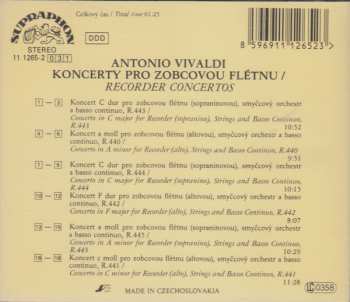 SUPRAPHON
Celkový čas / Total time 61:25
STEREO
DDD
11 1265-2 031
8 596911 126523
ANTONIO VIVALDI
KONCERTY PRO ZOBCOVOU FLÉTNU /
RECORDER CONCERTOS
1 – 3 Koncert C dur pro zobcovou flétnu (sopraninovou), smyčcový orchestr
a basso continuo, R.443 /
Concerto in C major for Recorder (sopranino), Strings and Basso Continuo,
R.443 10:52
4 – 6 Koncert a moll pro zobcovou flétnu (altovou), smyčcový orchestr a basso
continuo, R.440 /
Concerto in A minor for Recorder (alto), Strings and Basso Continuo, R.440
9:51
7 – 9 Koncert C dur pro zobcovou flétnu (sopraninovou), smyčcový orchestr
a basso continuo, R.444 /
Concerto in C major for Recorder (sopranino), Strings and Basso Continuo,
R.444 10:15
10 – 12 Koncert F dur pro zobcovou flétnu (altovou), smyčcový orchestr a basso
continuo, R.442 /
Concerto in F major for Recorder (alto), Strings and Basso Continuo, R.442
8:07
13 – 15 Koncert a moll pro zobcovou flétnu (sopraninovou), smyčcový orchestr
a basso continuo, R.445 /
Concerto in A minor for Recorder (sopranino), Strings and Basso Continuo,
R.445 10:29
16 – 18 Koncert C dur pro zobcovou flétnu (altovou), smyčcový orchestr a basso
continuo, R.441 /
Concerto in C major for Recorder (alto), Strings and Basso Continuo, R.441
11:28
MADE IN CZECHOSLOVAKIA
LC 0358